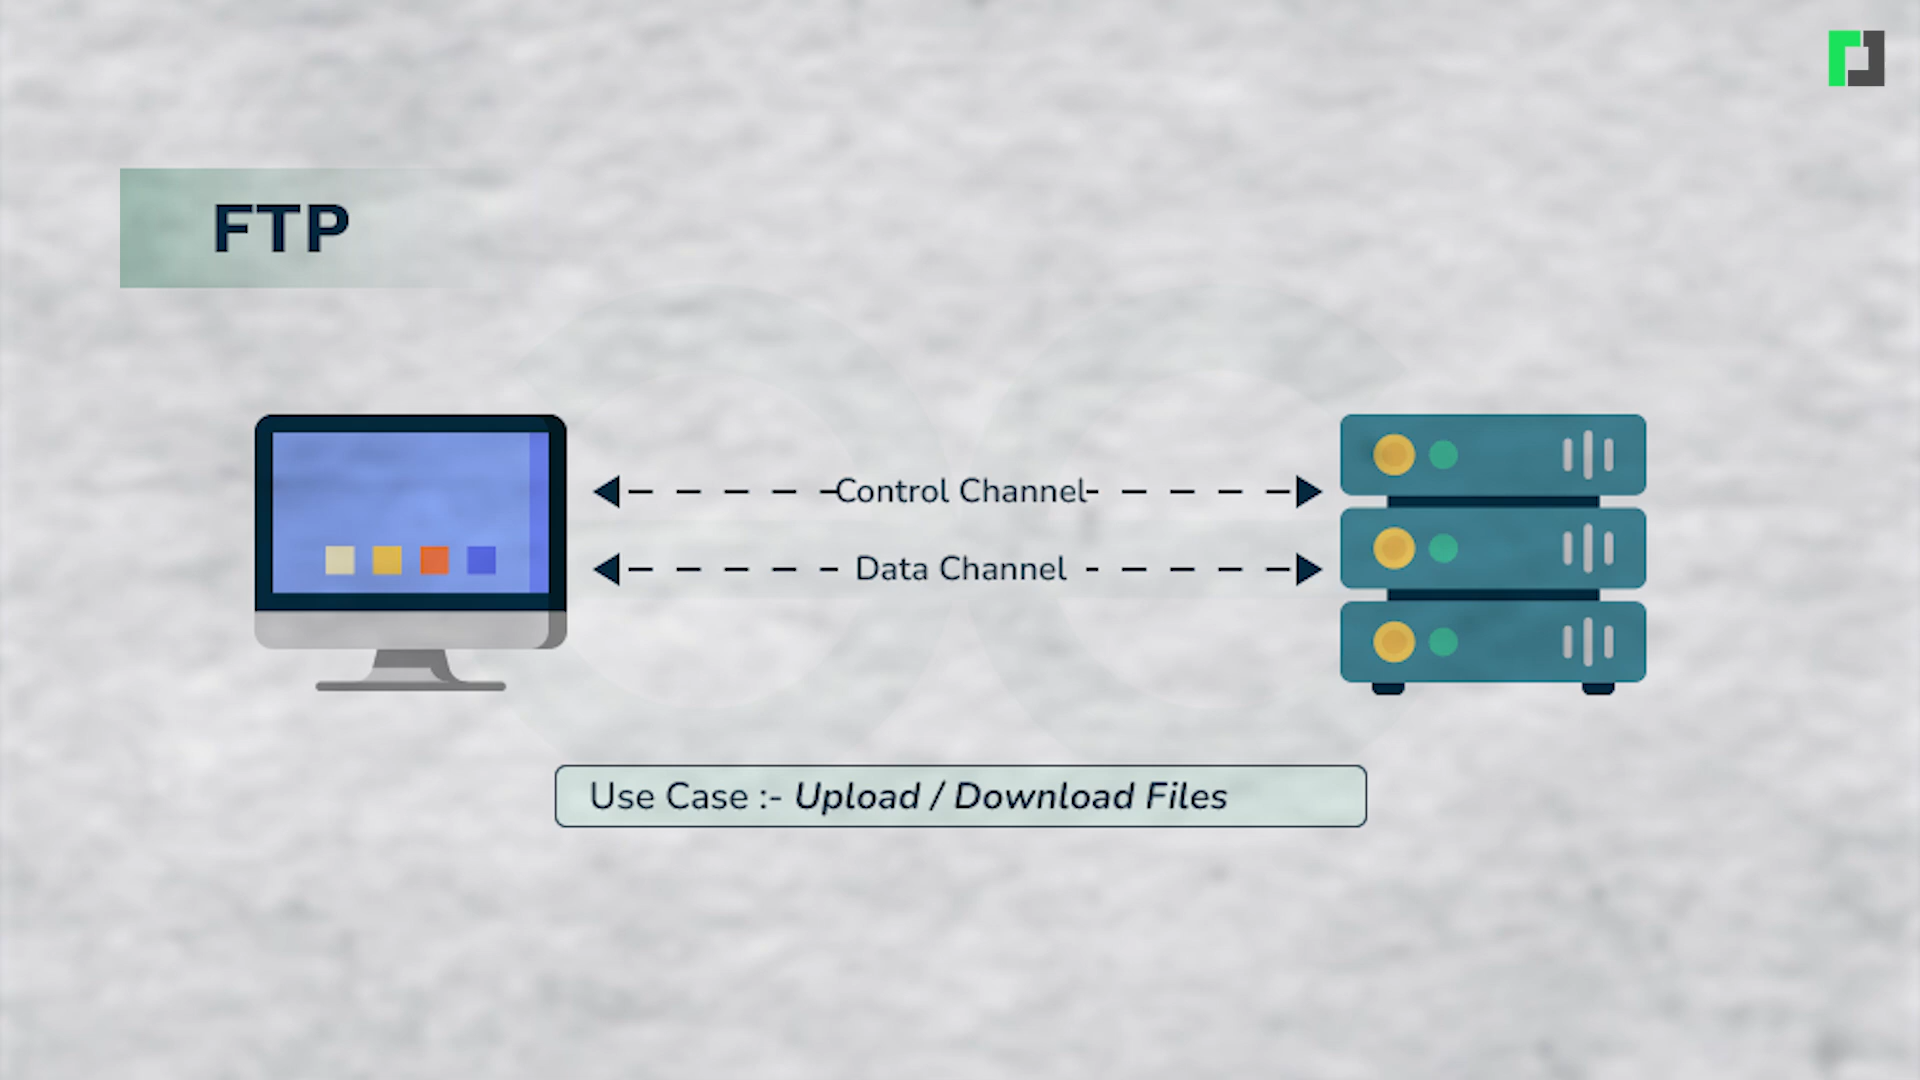 FTP
Control Channel
Data Channel
Use Case :- Upload / Download Files